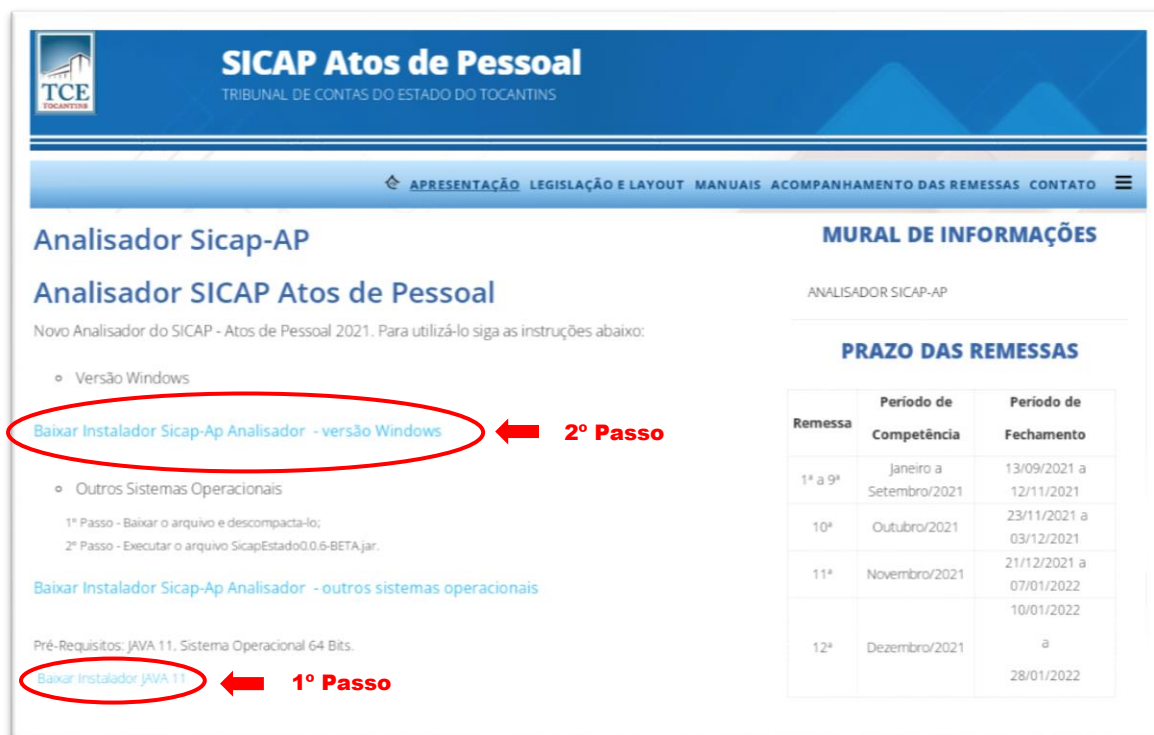 TCE
TOCANTINS
SICAP Atos de Pessoal
TRIBUNAL DE CONTAS DO ESTADO DO TOCANTINS
APRESENTAÇÃO LEGISLAÇÃO E LAYOUT MANUAIS ACOMPANHAMENTO DAS REMESSAS CONTATO
Analisador Sicap-AP
Analisador SICAP Atos de Pessoal
Novo Analisador do SICAP - Atos de Pessoal 2021. Para utilizá-lo siga as instruções abaixo:
Versão Windows
Baixar Instalador Sicap-Ap Analisador - versão Windows
2º Passo
Outros Sistemas Operacionais
1º Passo - Baixar o arquivo e descompacta-lo;
2º Passo - Executar o arquivo SicapEstado0.0.6-BETA.jar.
Baixar Instalador Sicap-Ap Analisador - outros sistemas operacionais
Pré-Requisitos: JAVA 11. Sistema Operacional 64 Bits.
Baixar Instalador JAVA 11
1º Passo
MURAL DE INFORMAÇÕES
ANALISADOR SICAP-AP
PRAZO DAS REMESSAS
Remessa Período de Competência Período de Fechamento
1ª a 9ª Janeiro a Setembro/2021 13/09/2021 a 12/11/2021
10ª Outubro/2021 23/11/2021 a 03/12/2021
11ª Novembro/2021 21/12/2021 a 07/01/2022
12ª Dezembro/2021 10/01/2022 a 28/01/2022